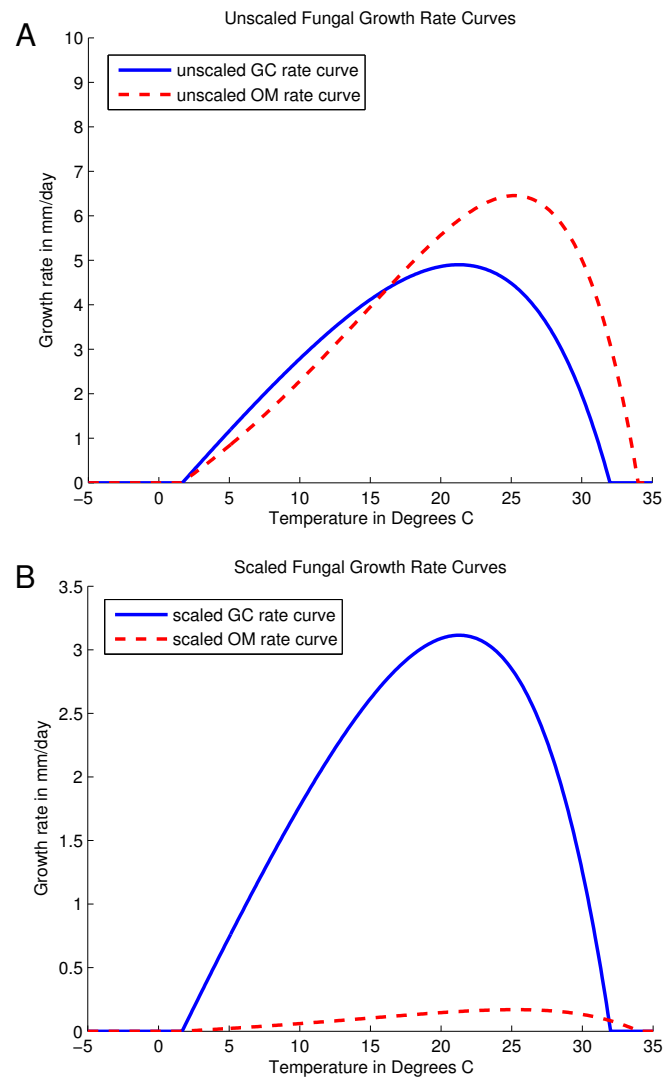 A
Unscaled Fungal Growth Rate Curves
10
9
8
7
6
5
4
3
2
1
0
unscaled GC rate curve
unscaled OM rate curve
Growth rate in mm/day
−5 0 5 10 15 20 25 30 35
Temperature in Degrees C
B
Scaled Fungal Growth Rate Curves
3.5
3
2.5
2
1.5
1
0.5
0
scaled GC rate curve
scaled OM rate curve
Growth rate in mm/day
−5 0 5 10 15 20 25 30 35
Temperature in Degrees C